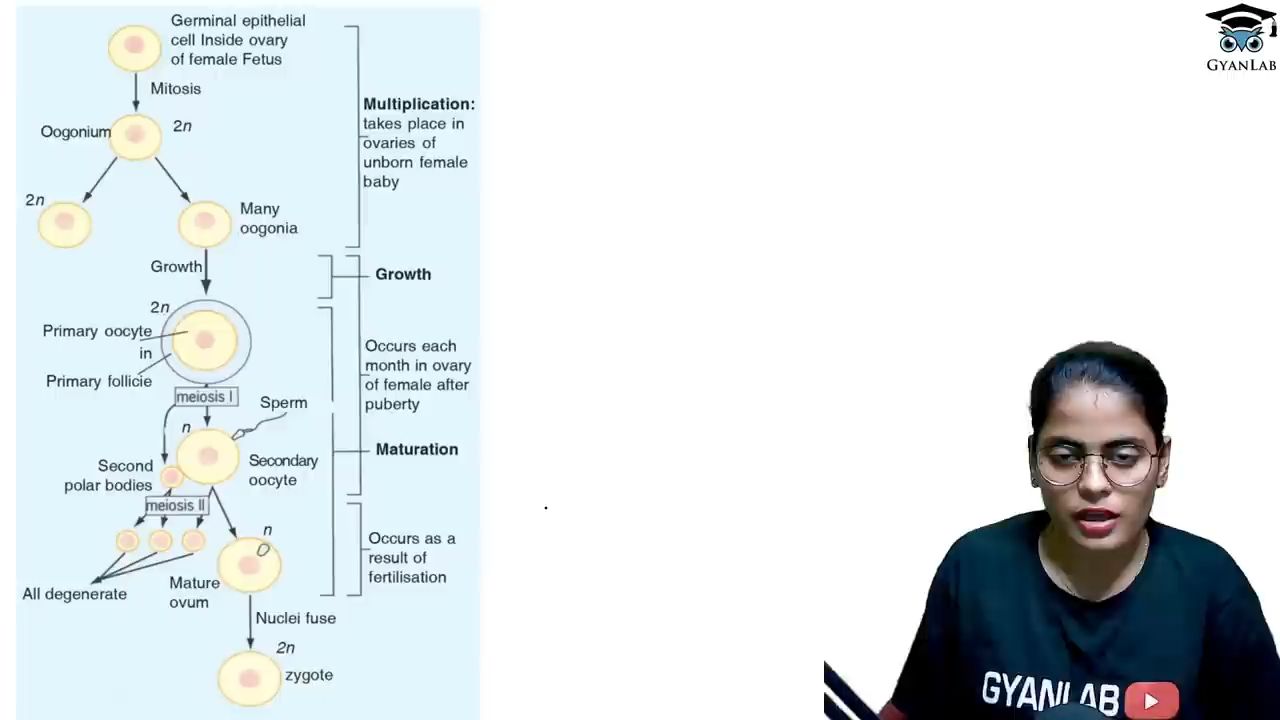 Germinal epithelial
cell Inside ovary
of female Fetus
Mitosis
Oogonium
2n
2n
Many
oogonia
Multiplication:
takes place in
ovaries of
unborn female
baby
Growth
Growth
2n
Primary oocyte
in
Primary follicie
Occurs each
month in ovary
of female after
puberty
meiosis I
Sperm
n
Secondary
oocyte
Maturation
Second
polar bodies
meiosis II
n
Occurs as a
result of
fertilisation
All degenerate
Mature
ovum
Nuclei fuse
2n
zygote
GYANLAB
GYANLAB